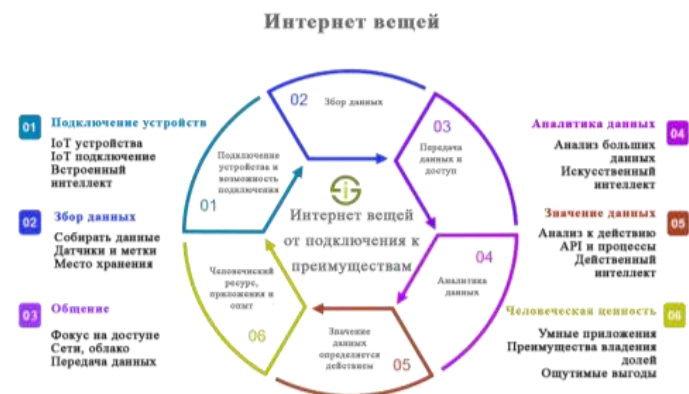 Интернет вещей
01
Подключение устройств
IoT устройства
IoT подключение
Встроенный
интеллект
02
Збор данных
Собирать данные
Датчики и метки
Место хранения
03
Общение
Фокус на доступе
Сети, облако
Передача данных
02
Збор данных
03
Передача
данных и
доступ
Подключение
устройства и
возможность
подключения
01
Интернет вещей
от подключения к
преимуществам
04
Аналитика
данных
Человечиский
ресурс,
приложения и
опыт
06
Значение
данных
определяется
действием
05
Аналитика данных
04
Анализ больших
данных
Искусственный
интеллект
Значение данных
05
Анализ к действию
API и процессы
Действенный
интеллект
Человеческая ценность
06
Умные приложения
Преимущества владения
долей
Ощутимые выгоды